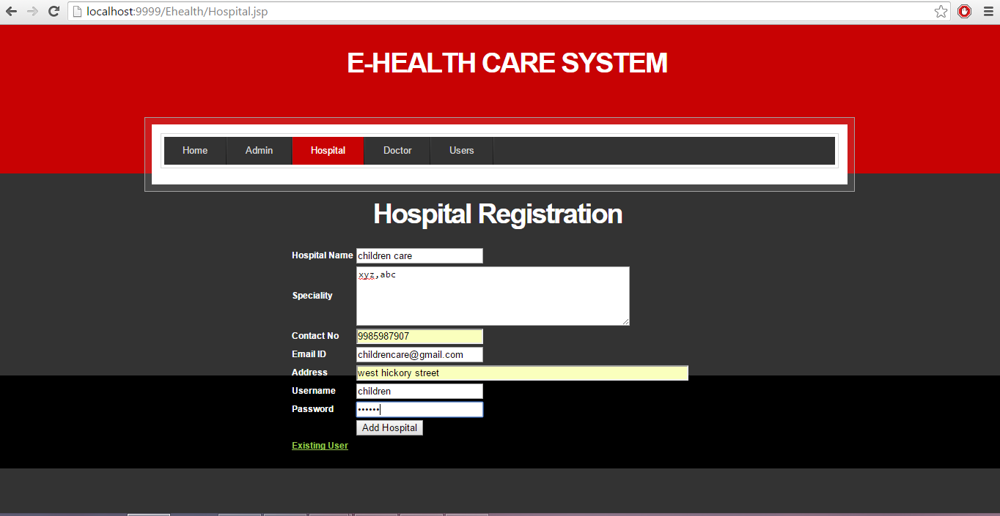 localhost:9999/Ehealth/Hospital.jsp
E-HEALTH CARE SYSTEM
Home Admin Hospital Doctor Users
Hospital Registration
Hospital Name children care
Speciality xyz,abc
Contact No 9985987907
Email ID childrencare@gmail.com
Address west hickory street
Username children
Password ••••••
Add Hospital
Existing User